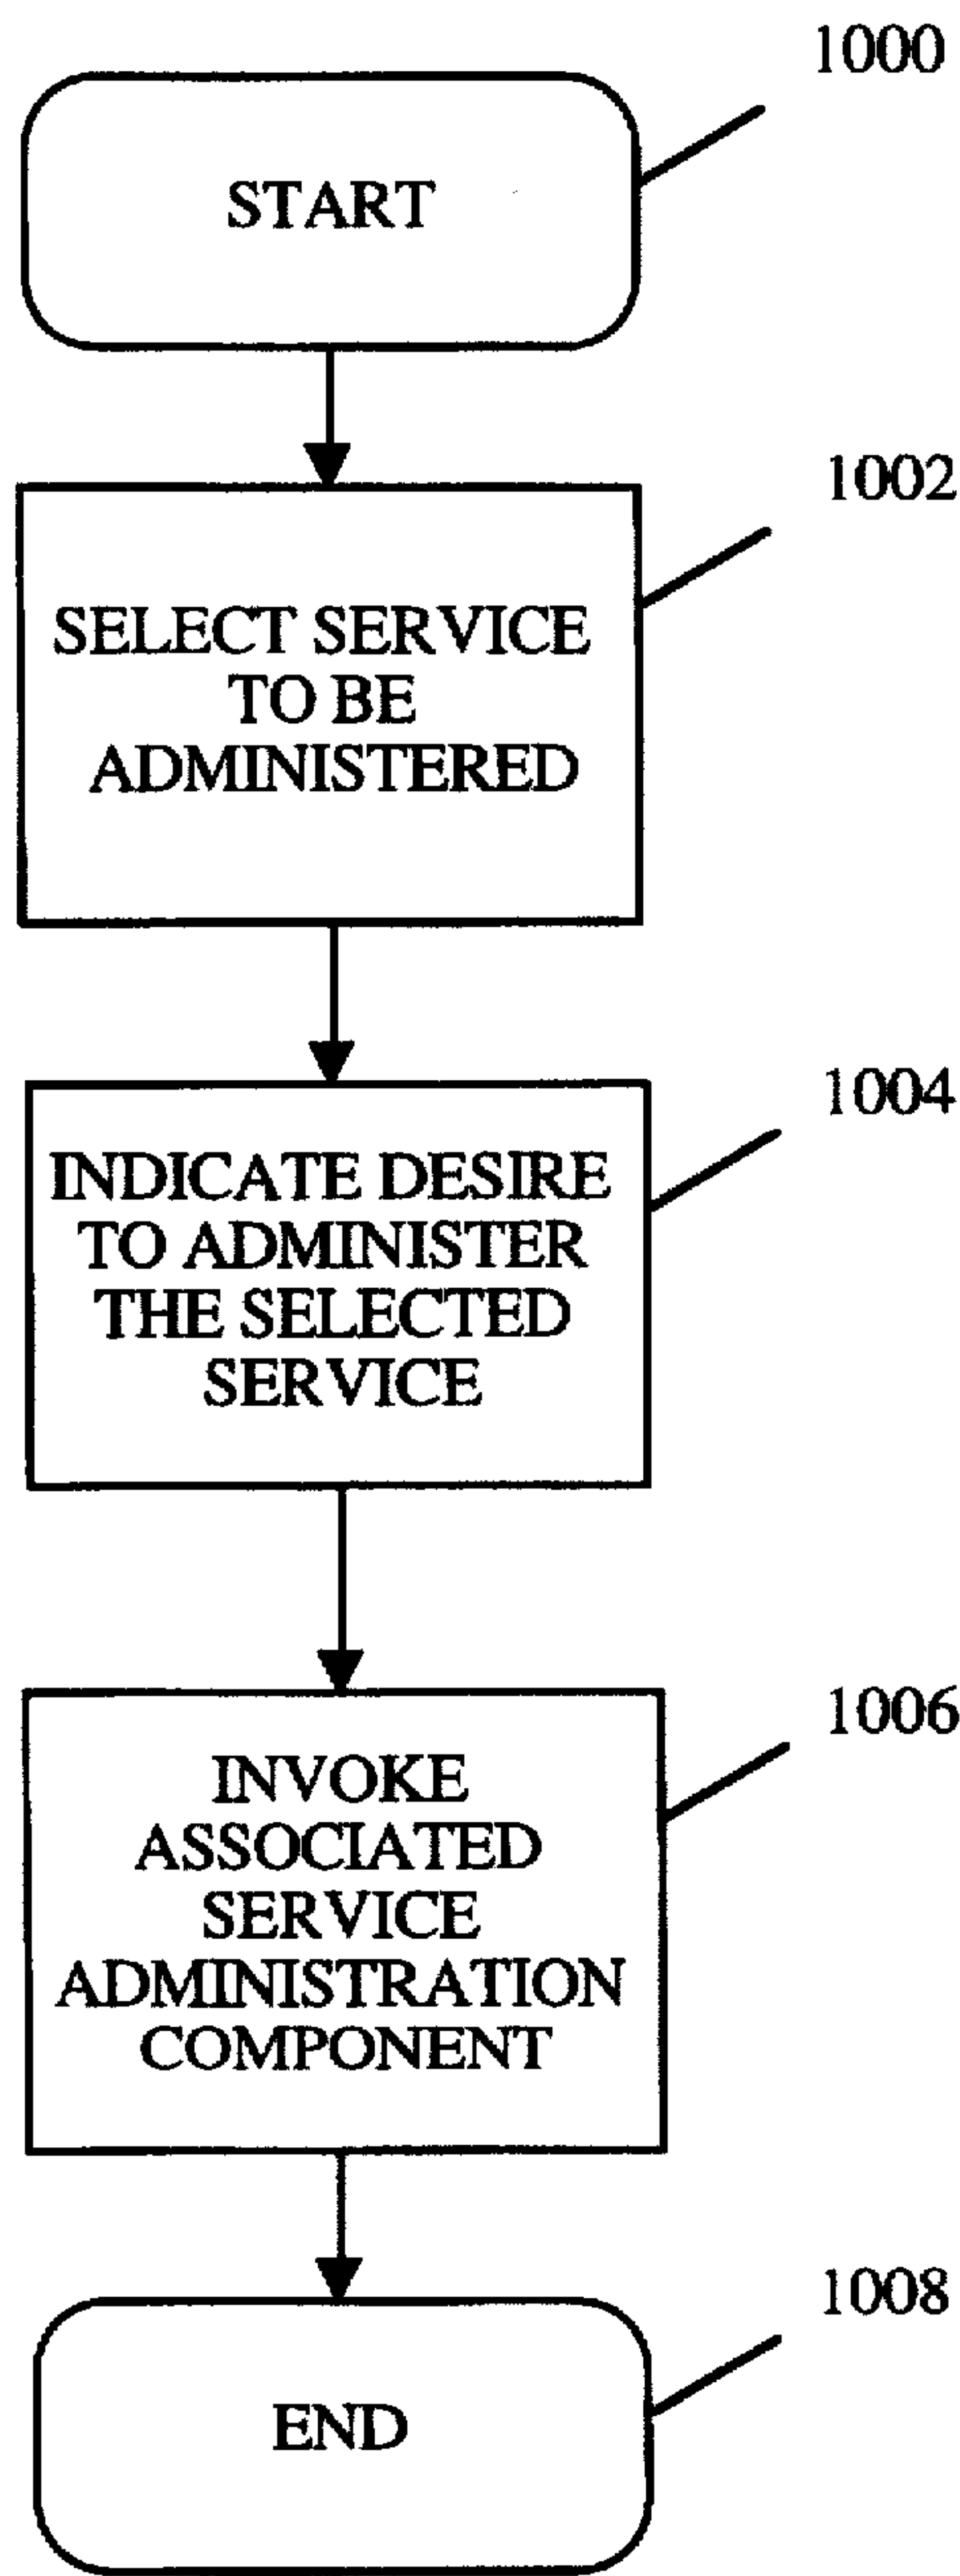 1000
START
1002
SELECT SERVICE
TO BE
ADMINISTERED
1004
INDICATE DESIRE
TO ADMINISTER
THE SELECTED
SERVICE
1006
INVOKE
ASSOCIATED
SERVICE
ADMINISTRATION
COMPONENT
1008
END